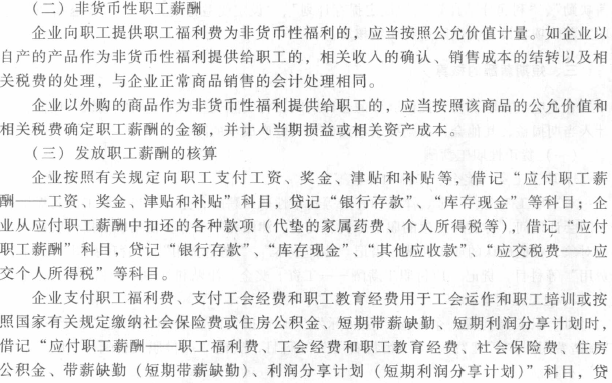 （二）非货币性职工薪酬
企业向职工提供职工福利费为非货币性福利的，应当按照公允价值计量。如企业以
自产的产品作为非货币性福利提供给职工的，相关收入的确认、销售成本的结转以及相
关税费的处理，与企业正常商品销售的会计处理相同。
企业以外购的商品作为非货币性福利提供给职工的，应当按照该商品的公允价值和
相关税费确定职工薪酬的金额，并计入当期损益或相关资产成本。
（三）发放职工薪酬的核算
企业按照有关规定向职工支付工资、奖金、津贴和补贴等，借记“应付职工薪
酬——工资、奖金、津贴和补贴”科目，贷记“银行存款”、“库存现金”等科目；企
业从应付职工薪酬中扣还的各种款项（代垫的家属药费、个人所得税等），借记“应付
职工薪酬”科目，贷记“银行存款”、“库存现金”、“其他应收款”、“应交税费——应
交个人所得税”等科目。
企业支付职工福利费、支付工会经费和职工教育经费用于工会运作和职工培训或按
照国家有关规定缴纳社会保险费或住房公积金、短期带薪缺勤、短期利润分享计划时，
借记“应付职工薪酬——职工福利费、工会经费和职工教育经费、社会保险费、住房
公积金、带薪缺勤（短期带薪缺勤）、利润分享计划（短期利润分享计划）”科目，贷